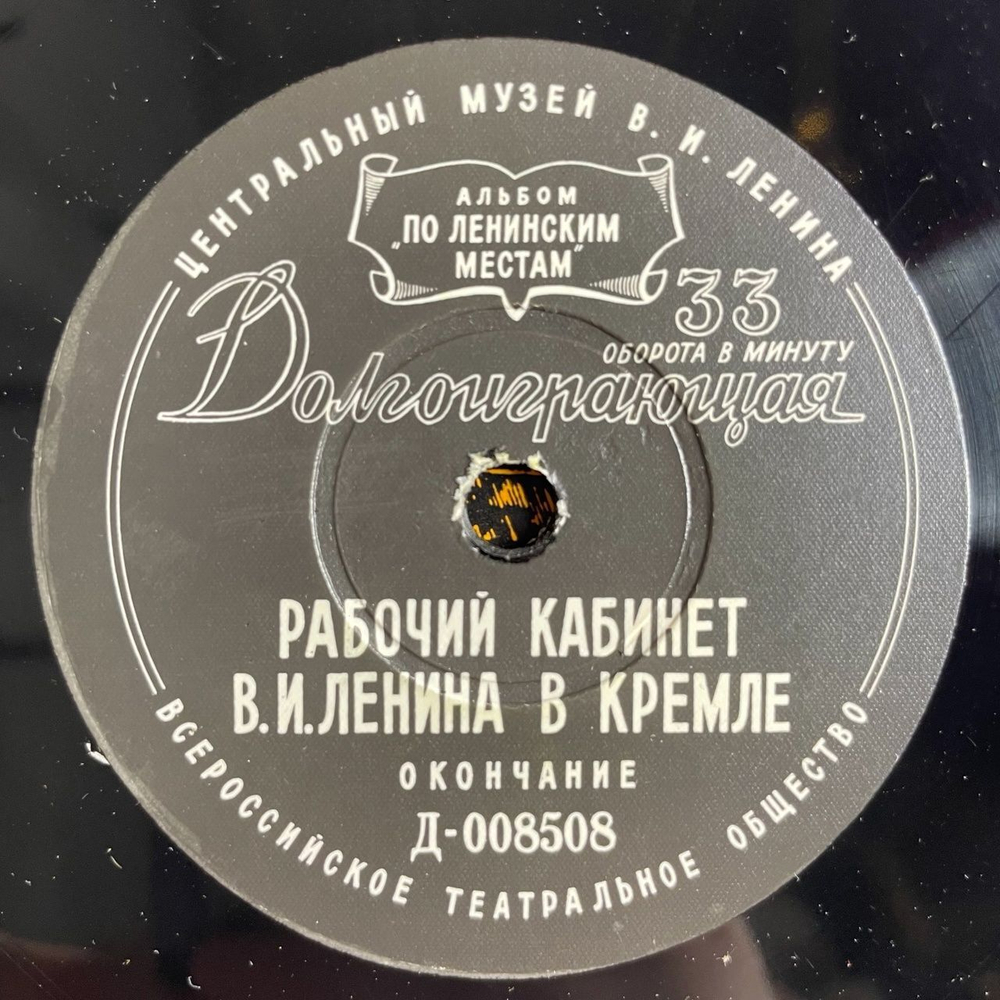 ЦЕНТРАЛЬНЫЙ МУЗЕЙ В. И. ЛЕНИНА
АЛЬБОМ
„ПО ЛЕНИНСКИМ
МЕСТАМ"
33
ОБОРОТА В МИНУТУ
Долгоиграющая
РАБОЧИЙ КАБИНЕТ
В.И.ЛЕНИНА В КРЕМЛЕ
ОКОНЧАНИЕ
Д-008508
ВСЕРОССИЙСКОЕ ТЕАТРАЛЬНОЕ ОБЩЕСТВО